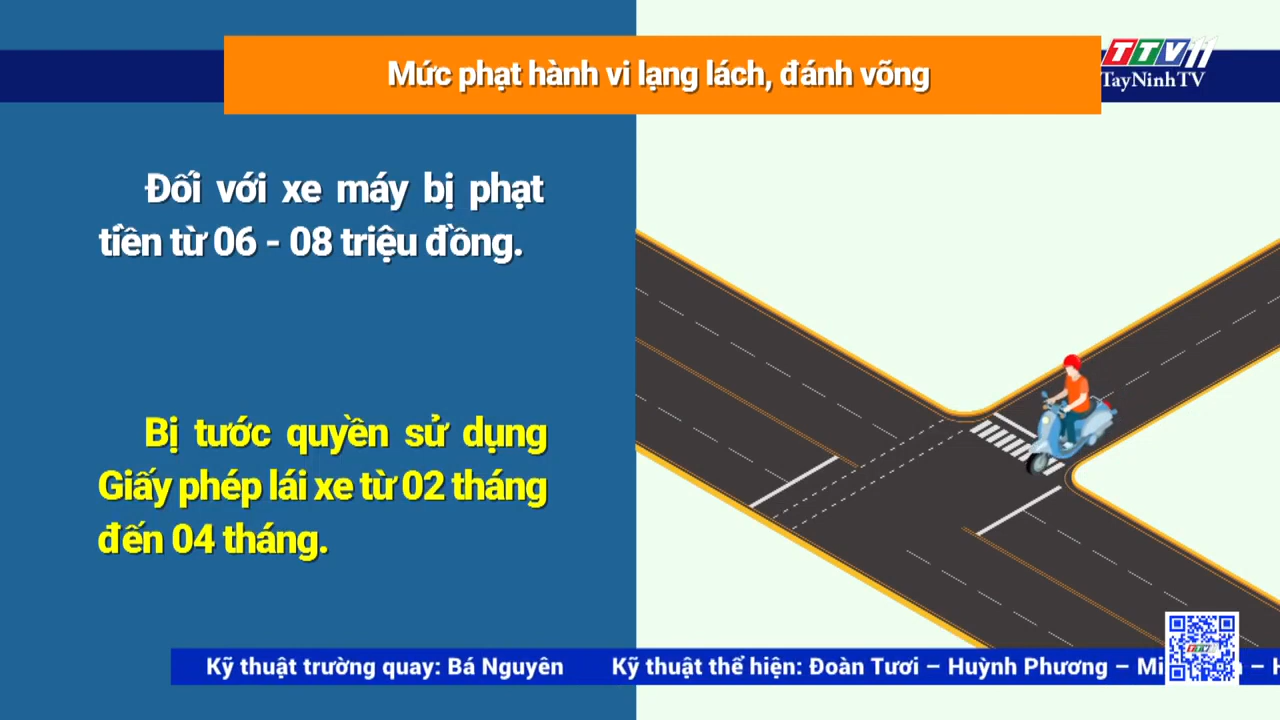 Mức phạt hành vi lạng lách, đánh võng
TTV11
TayNinhTV
Đối với xe máy bị phạt
tiền từ 06 - 08 triệu đồng.
Bị tước quyền sử dụng
Giấy phép lái xe từ 02 tháng
đến 04 tháng.
Kỹ thuật trường quay: Bá Nguyên Kỹ thuật thể hiện: Đoàn Tươi – Huỳnh Phương –